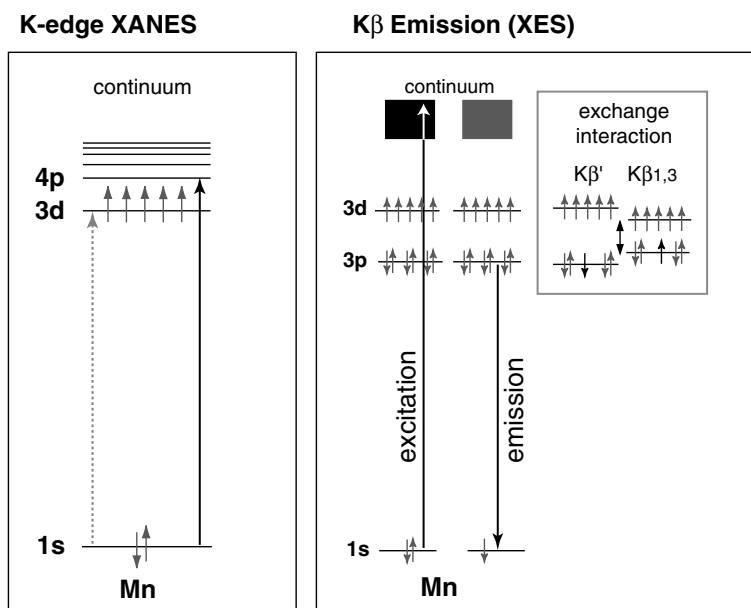 K-edge XANES
continuum
4p
3d
1s
Mn
Kβ Emission (XES)
continuum
3d
3p
excitation
emission
1s
Mn
exchange
interaction
Kβ' Kβ1,3